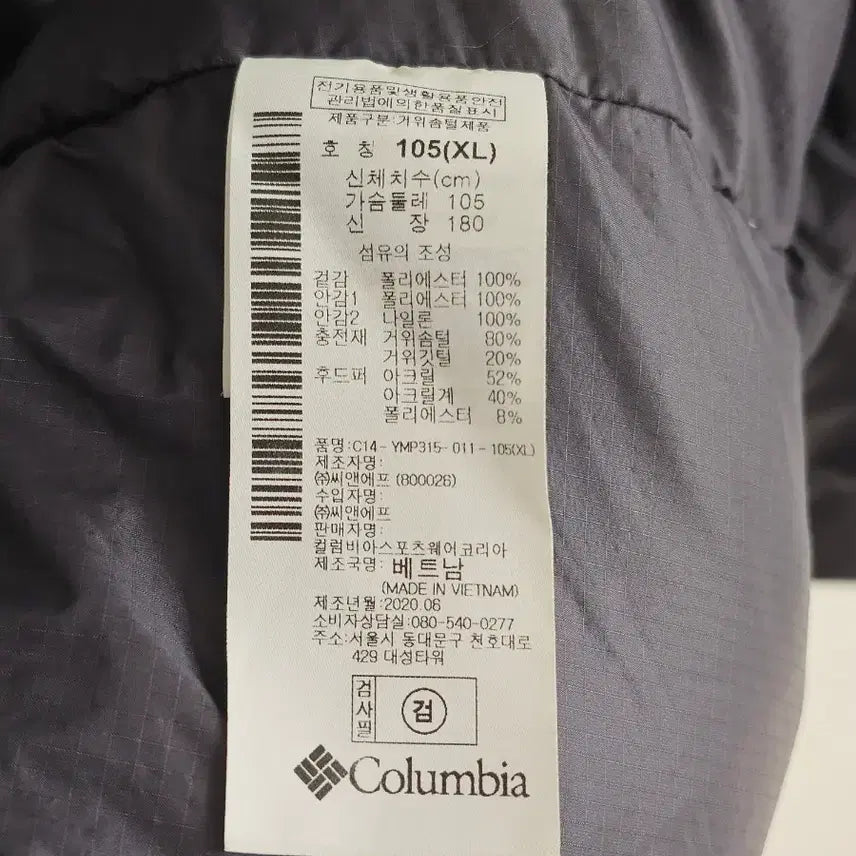 전기용품및생활용품안전
관리법에의한품질표시
제품구분:거위솜털제품
호 칭 105(XL)
신체치수(cm)
가슴둘레 105
신 장 180
섬유의 조성
겉감 폴리에스터 100%
안감1 폴리에스터 100%
안감2 나일론 100%
충전재 거위솜털 80%
거위깃털 20%
후드퍼 아크릴 52%
아크릴계 40%
폴리에스터 8%
품명:C14-YMP315-011-105(XL)
제조자명:
㈜씨앤에프 (800026)
수입자명:
㈜씨앤에프
판매자명:
컬럼비아스포츠웨어코리아
제조국명: 베트남
(MADE IN VIETNAM)
제조년월:2020.06
소비자상담실:080-540-0277
주소:서울시 동대문구 천호대로
429 대성타워
검사필 검
Columbia